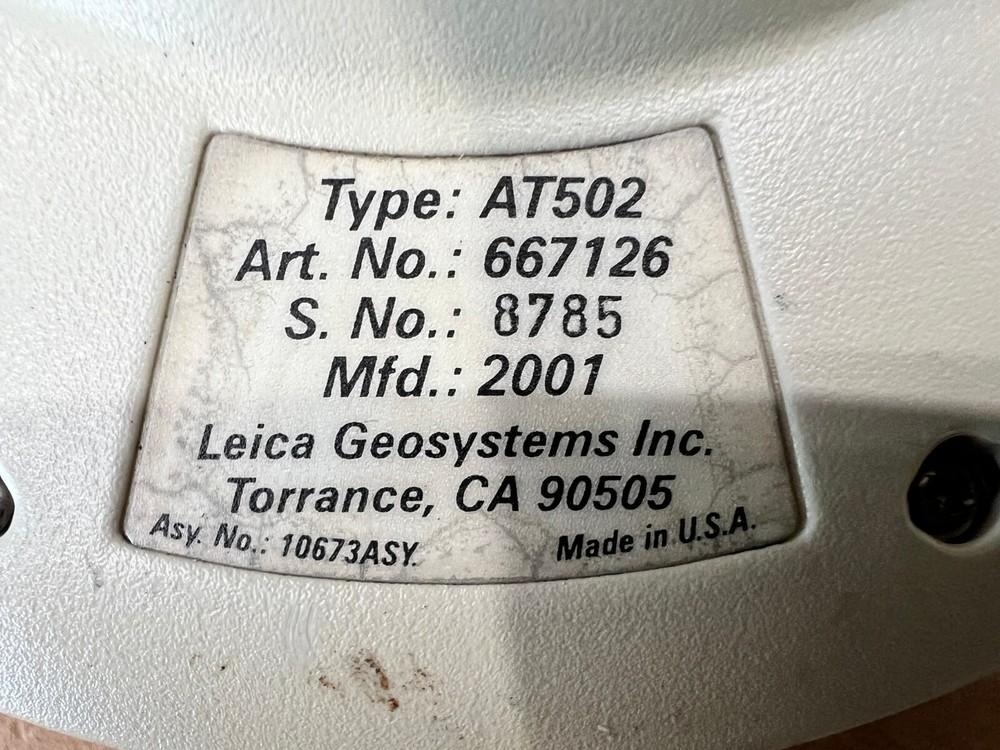 Type: AT502
Art. No.: 667126
S. No.: 8785
Mfd.: 2001
Leica Geosystems Inc.
Torrance, CA 90505
Asy. No.: 10673ASY. Made in U.S.A.